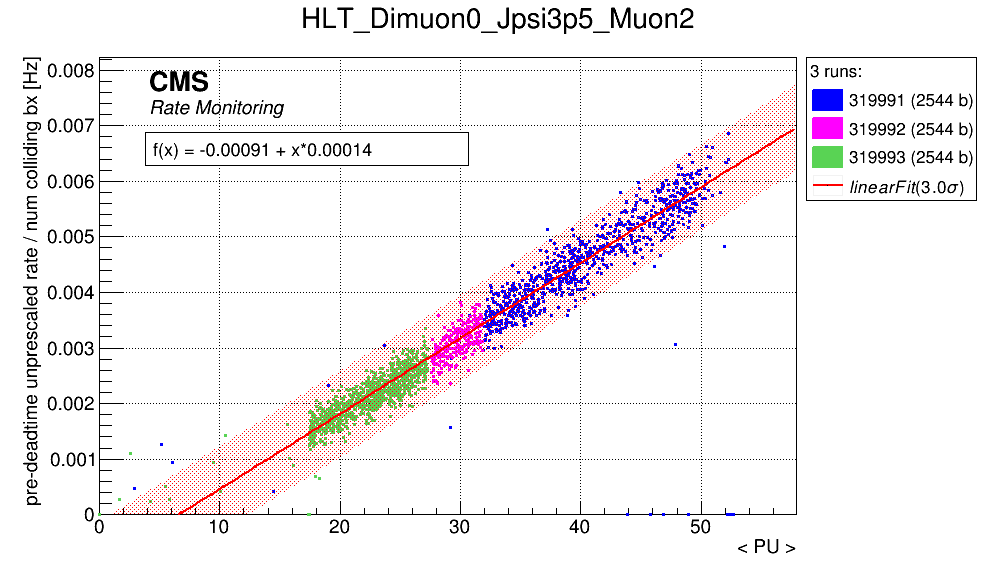 HLT_Dimuon0_Jpsi3p5_Muon2
pre-deadtime unprescaled rate / num colliding bx [Hz]
0.008
0.007
0.006
0.005
0.004
0.003
0.002
0.001
0
CMS
Rate Monitoring
f(x) = -0.00091 + x*0.00014
0 10 20 30 40 50
< PU >
3 runs:
319991 (2544 b)
319992 (2544 b)
319993 (2544 b)
linearFit(3.0σ)